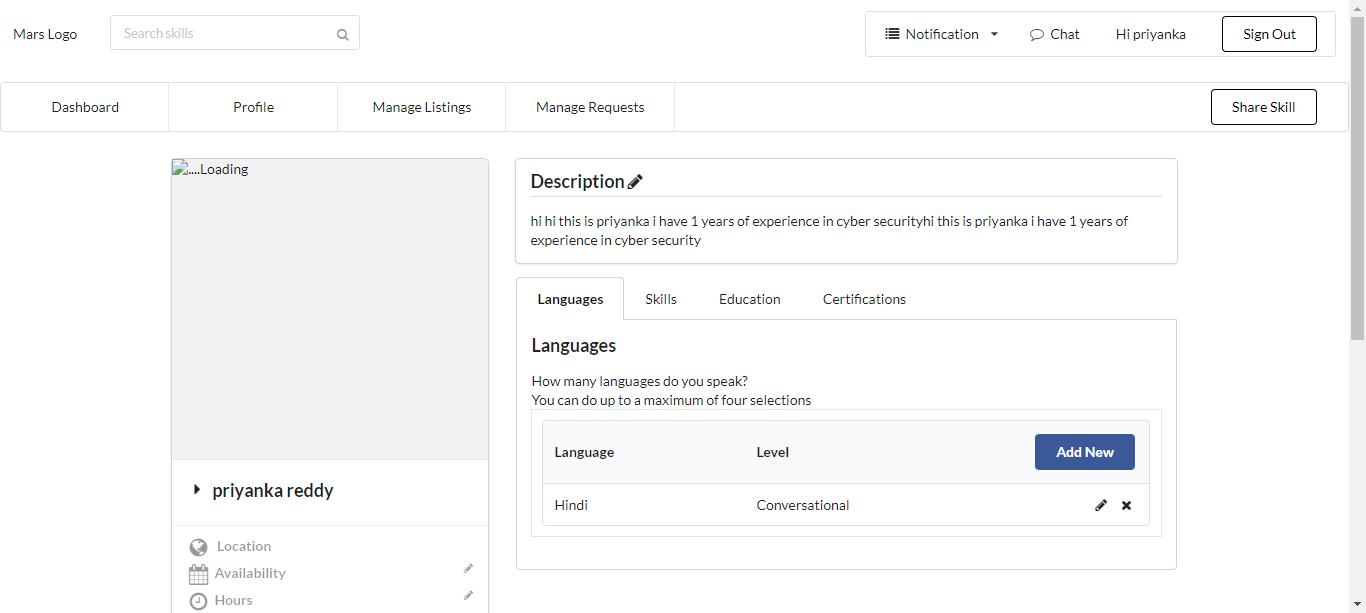 Mars Logo
Search skills
Notification
Chat
Hi priyanka
Sign Out
Dashboard
Profile
Manage Listings
Manage Requests
Share Skill
....Loading
priyanka reddy
Location
Availability
Hours
Description
hi hi this is priyanka i have 1 years of experience in cyber securityhi this is priyanka i have 1 years of
experience in cyber security
Languages
Skills
Education
Certifications
Languages
How many languages do you speak?
You can do up to a maximum of four selections
Language
Level
Add New
Hindi
Conversational